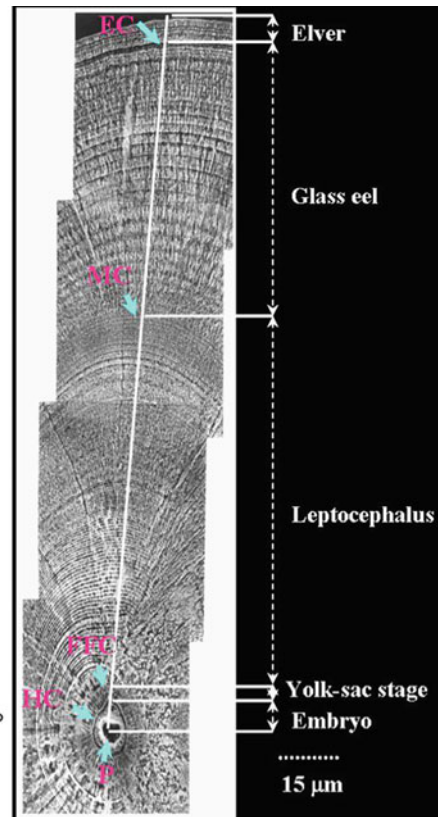 EC
Elver
Glass eel
MC
Leptocephalus
FFC
Yolk-sac stage
HC
Embryo
P
15 μm